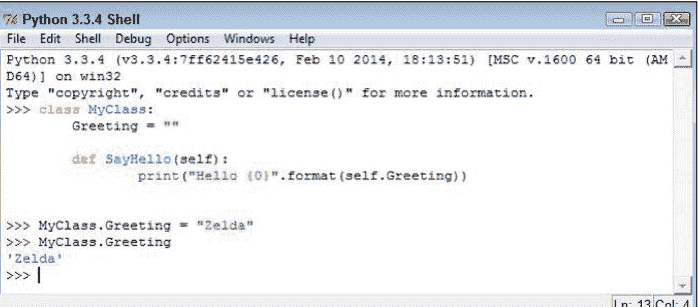 Python 3.3.4 Shell
File Edit Shell Debug Options Windows Help
Python 3.3.4 (v3.3.4:7ff62415e426, Feb 10 2014, 18:13:51) [MSC v.1600 64 bit (AM
D64)] on win32
Type "copyright", "credits" or "license()" for more information.
>>> class MyClass:
        Greeting = ""
        def SayHello(self):
                print("Hello {0}".format(self.Greeting))
>>> MyClass.Greeting = "Zelda"
>>> MyClass.Greeting
'Zelda'
>>>
Ln: 13 Col: 4